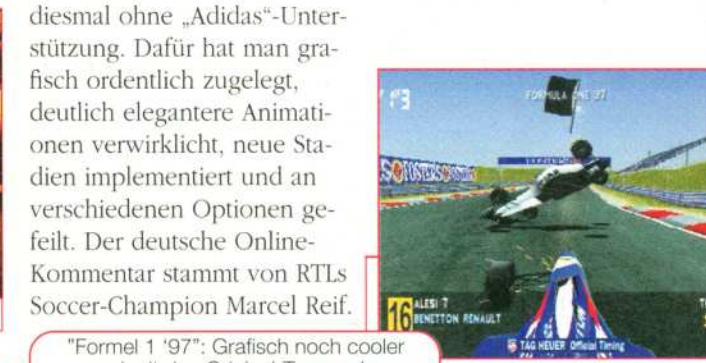 diesmal ohne „Adidas“-Unter-
stützung. Dafür hat man gra-
fisch ordentlich zugelegt,
deutlich elegantere Animati-
onen verwirklicht, neue Sta-
dien implementiert und an
verschiedenen Optionen ge-
feilt. Der deutsche Online-
Kommentar stammt von RTLs
Soccer-Champion Marcel Reif.
"Formel 1 '97": Grafisch noch cooler
FORMULA ONE 97
FOSTERS
16 ALESI 7
BENETTON RENAULT
TAG HEUER Official Timing